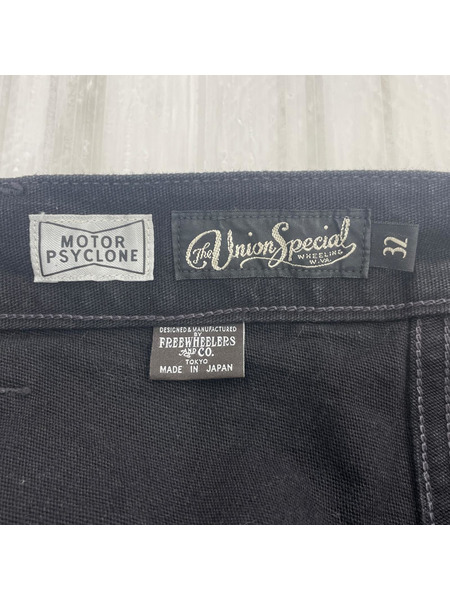 MOTOR
PSYCLONE
The Union Special
WHEELING
W.VA.
32
DESIGNED & MANUFACTURED
BY
FREEWHEELERS
AND CO.
TOKYO
MADE IN JAPAN